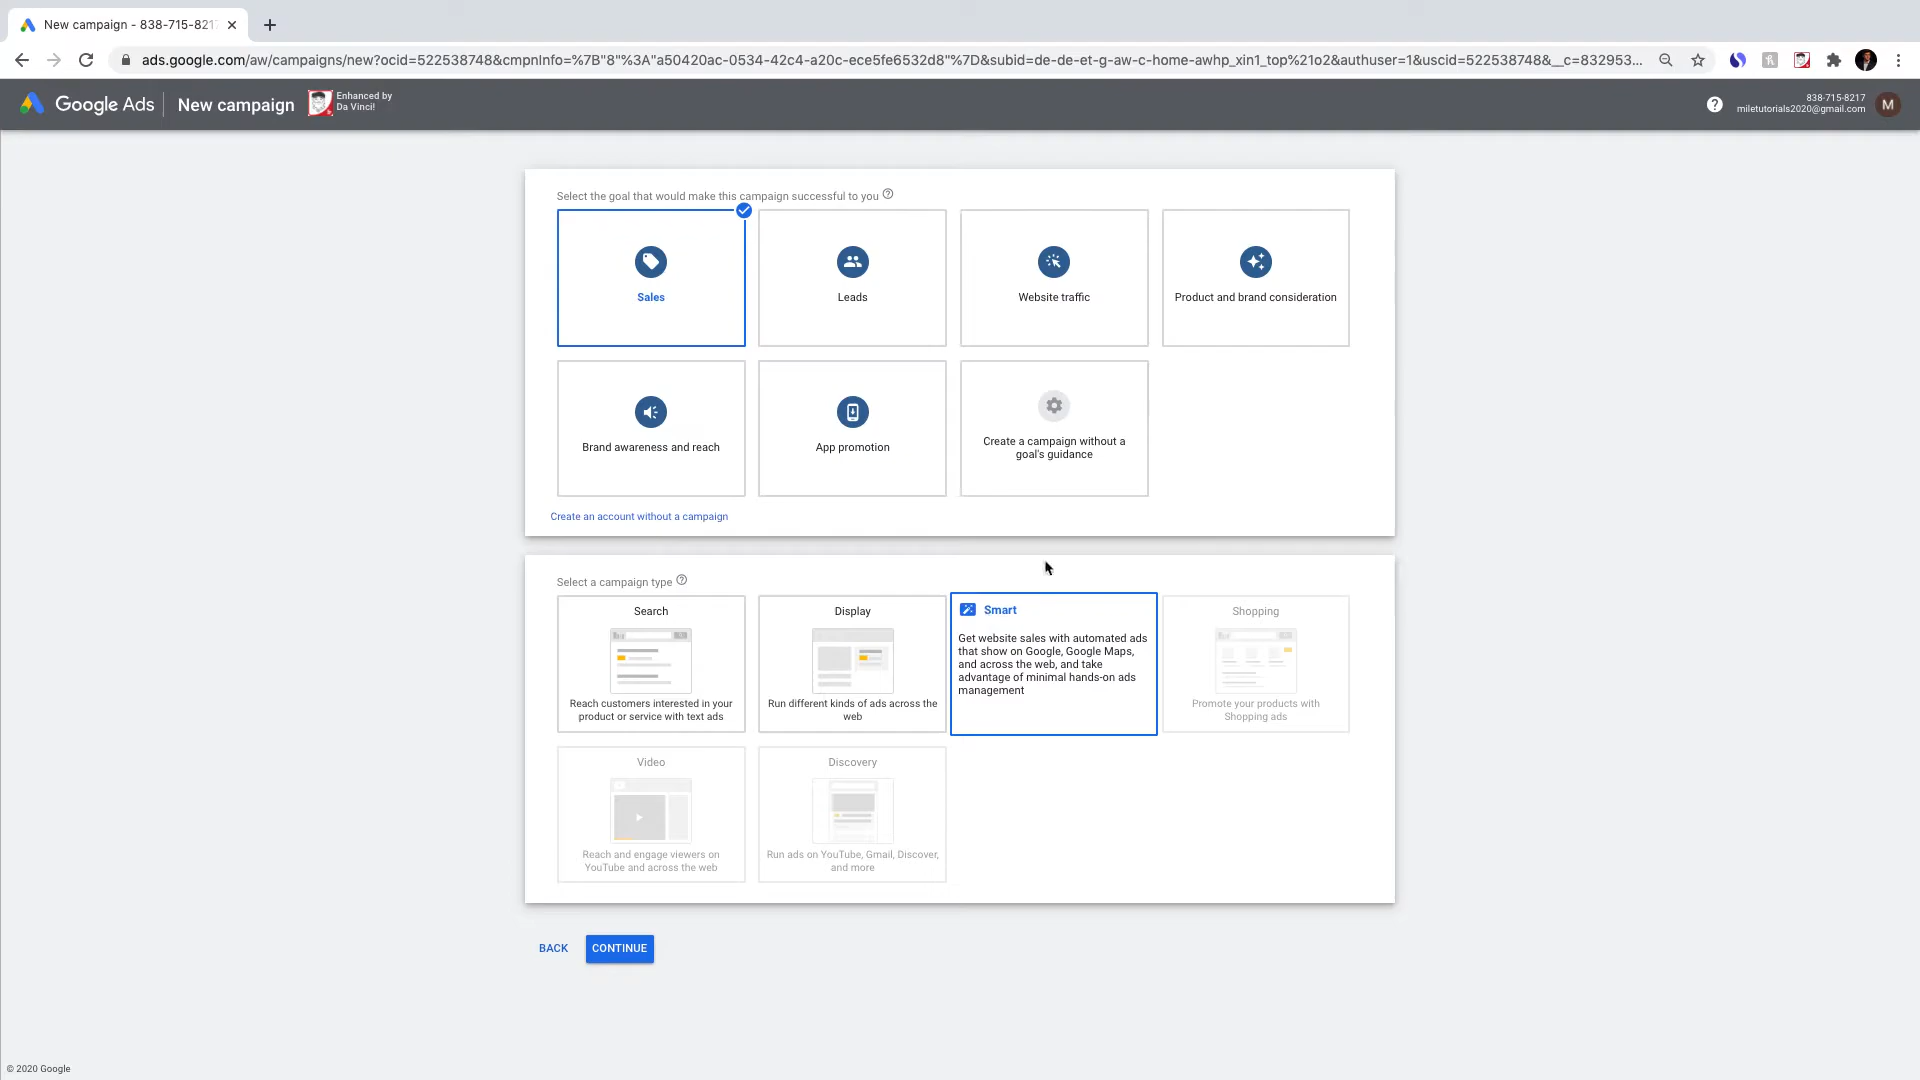 New campaign - 838-715-821
ads.google.com/aw/campaigns/new?ocid=522538748&cmpnInfo=%7B"8"%3A"a50420ac-0534-42c4-a20c-ece5fe6532d8"%7D&subid=de-de-et-g-aw-c-home-awhp_xin1_top%21o2&authuser=1&uscid=522538748&__c=832953...
Google Ads
New campaign
Enhanced by
Da Vinci!
838-715-8217
miletutorials2020@gmail.com
M
Select the goal that would make this campaign successful to you
Sales
Leads
Website traffic
Product and brand consideration
Brand awareness and reach
App promotion
Create a campaign without a
goal's guidance
Create an account without a campaign
Select a campaign type
Search
Reach customers interested in your
product or service with text ads
Display
Run different kinds of ads across the
web
Smart
Get website sales with automated ads
that show on Google, Google Maps,
and across the web, and take
advantage of minimal hands-on ads
management
Shopping
Promote your products with
Shopping ads
Video
Reach and engage viewers on
YouTube and across the web
Discovery
Run ads on YouTube, Gmail, Discover,
and more
BACK
CONTINUE
© 2020 Google